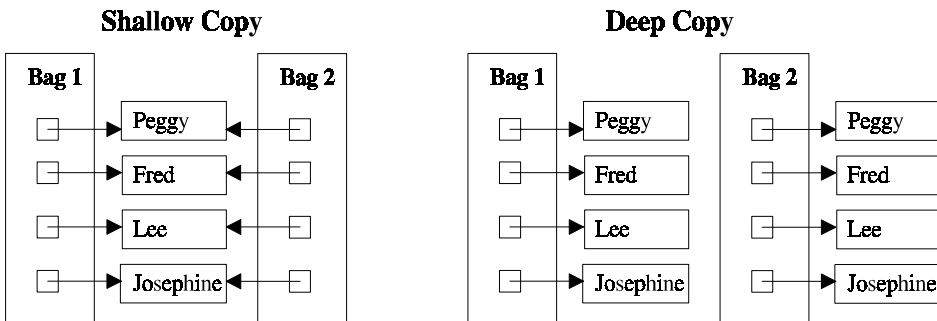 Shallow Copy
Bag 1
Bag 2
Peggy
Fred
Lee
Josephine
Deep Copy
Bag 1
Peggy
Fred
Lee
Josephine
Bag 2
Peggy
Fred
Lee
Josephine